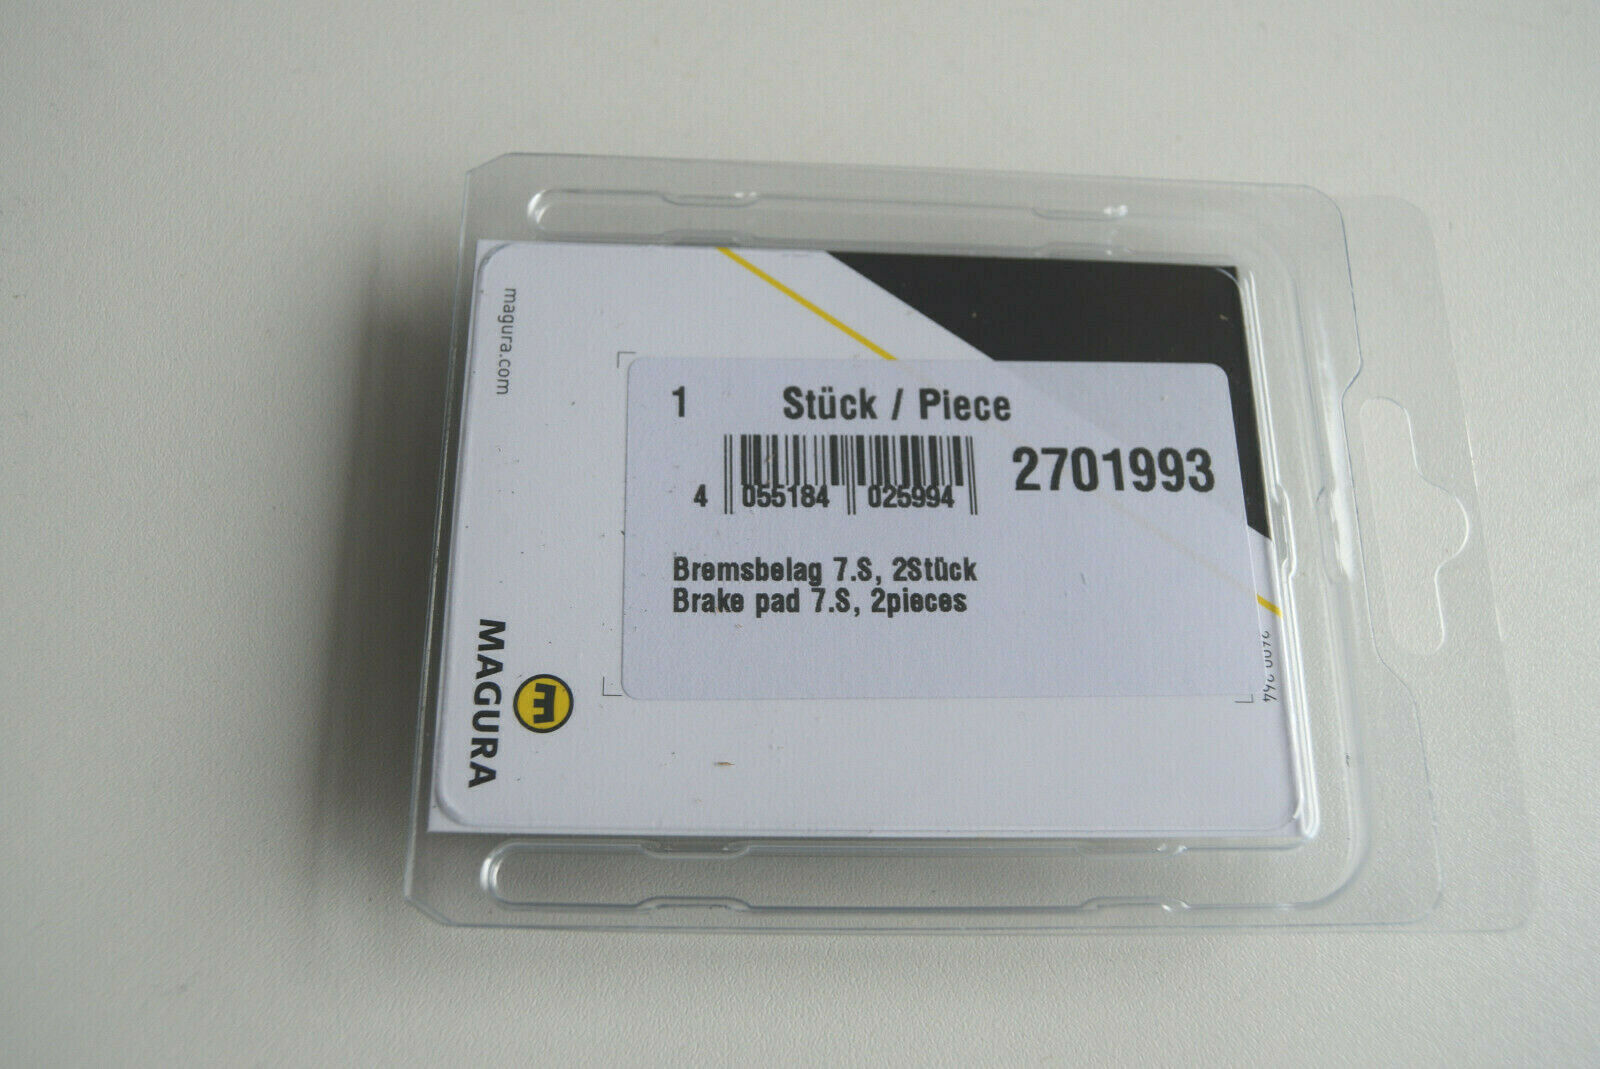 magura.com
1 Stück / Piece
4 055184 025994
2701993
Bremsbelag 7.S, 2Stück
Brake pad 7.S, 2pieces
MAGURA